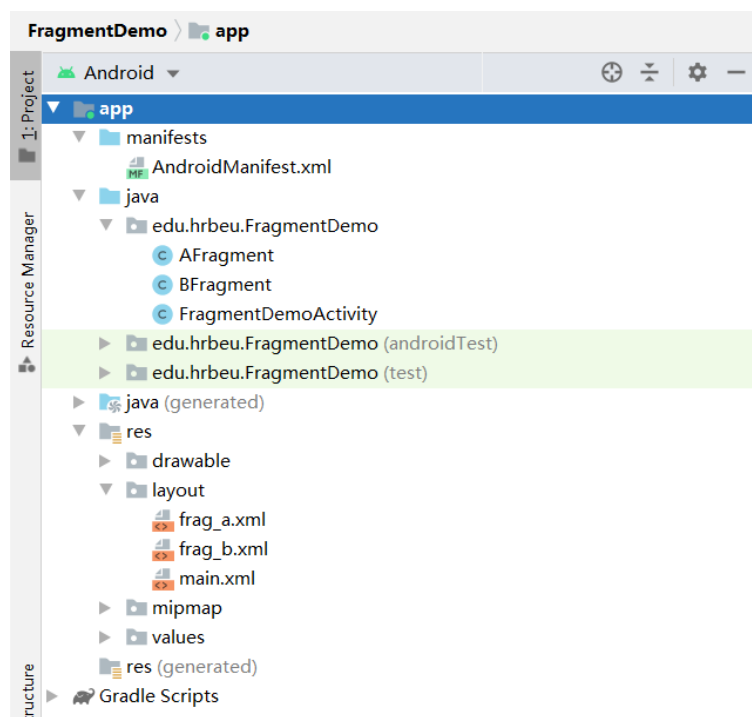 FragmentDemo app
1: Project
Android
app
manifests
MF AndroidManifest.xml
java
edu.hrbeu.FragmentDemo
C AFragment
C BFragment
C FragmentDemoActivity
Resource Manager
edu.hrbeu.FragmentDemo (androidTest)
edu.hrbeu.FragmentDemo (test)
java (generated)
res
drawable
layout
frag_a.xml
frag_b.xml
main.xml
mipmap
values
res (generated)
ructure
Gradle Scripts